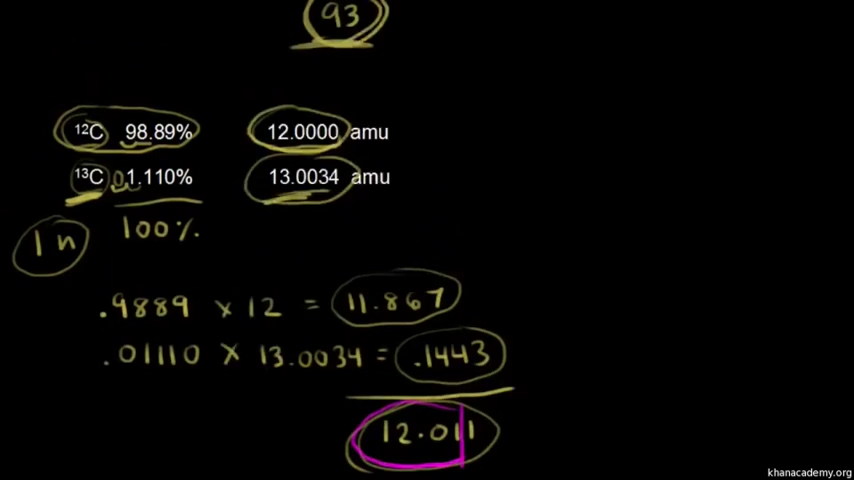 93
¹²C 98.89% 12.0000 amu
¹³C 01.110% 13.0034 amu
1 n 100%
.9889 x 12 = 11.867
.01110 x 13.0034 = .1443
12.011
khanacademy.org